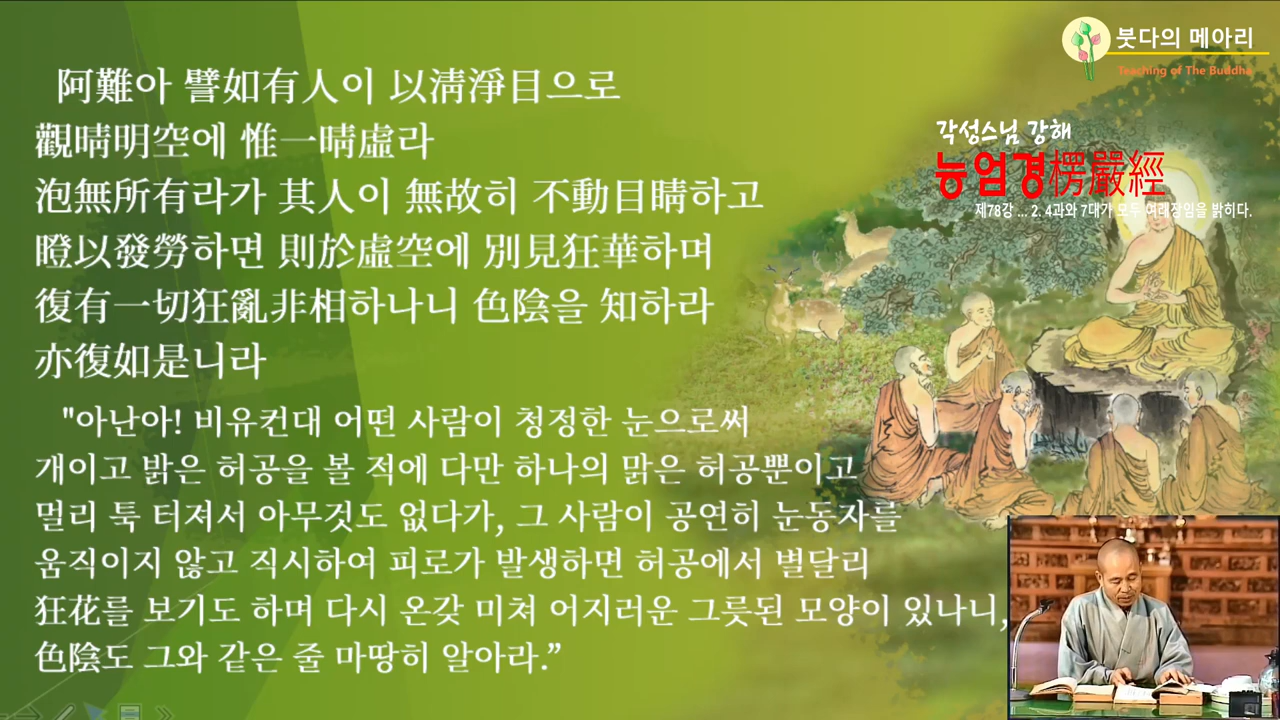 붓다의 메아리
Teaching of The Buddha
각성스님 강해
능엄경楞嚴經
제78강 ... 2. 4과와 7대가 모두 여래장임을 밝히다.
阿難아 譬如有人이 以淸淨目으로
觀晴明空에 惟一晴虛라
泡無所有라가 其人이 無故히 不動目睛하고
瞪以發勞하면 則於虛空에 別見狂華하며
復有一切狂亂非相하나니 色陰을 知하라
亦復如是니라
"아난아! 비유컨대 어떤 사람이 청정한 눈으로써
개이고 밝은 허공을 볼 적에 다만 하나의 맑은 허공뿐이고
멀리 툭 터져서 아무것도 없다가, 그 사람이 공연히 눈동자를
움직이지 않고 직시하여 피로가 발생하면 허공에서 별달리
狂花를 보기도 하며 다시 온갖 미쳐 어지러운 그릇된 모양이 있나니,
色陰도 그와 같은 줄 마땅히 알아라.”